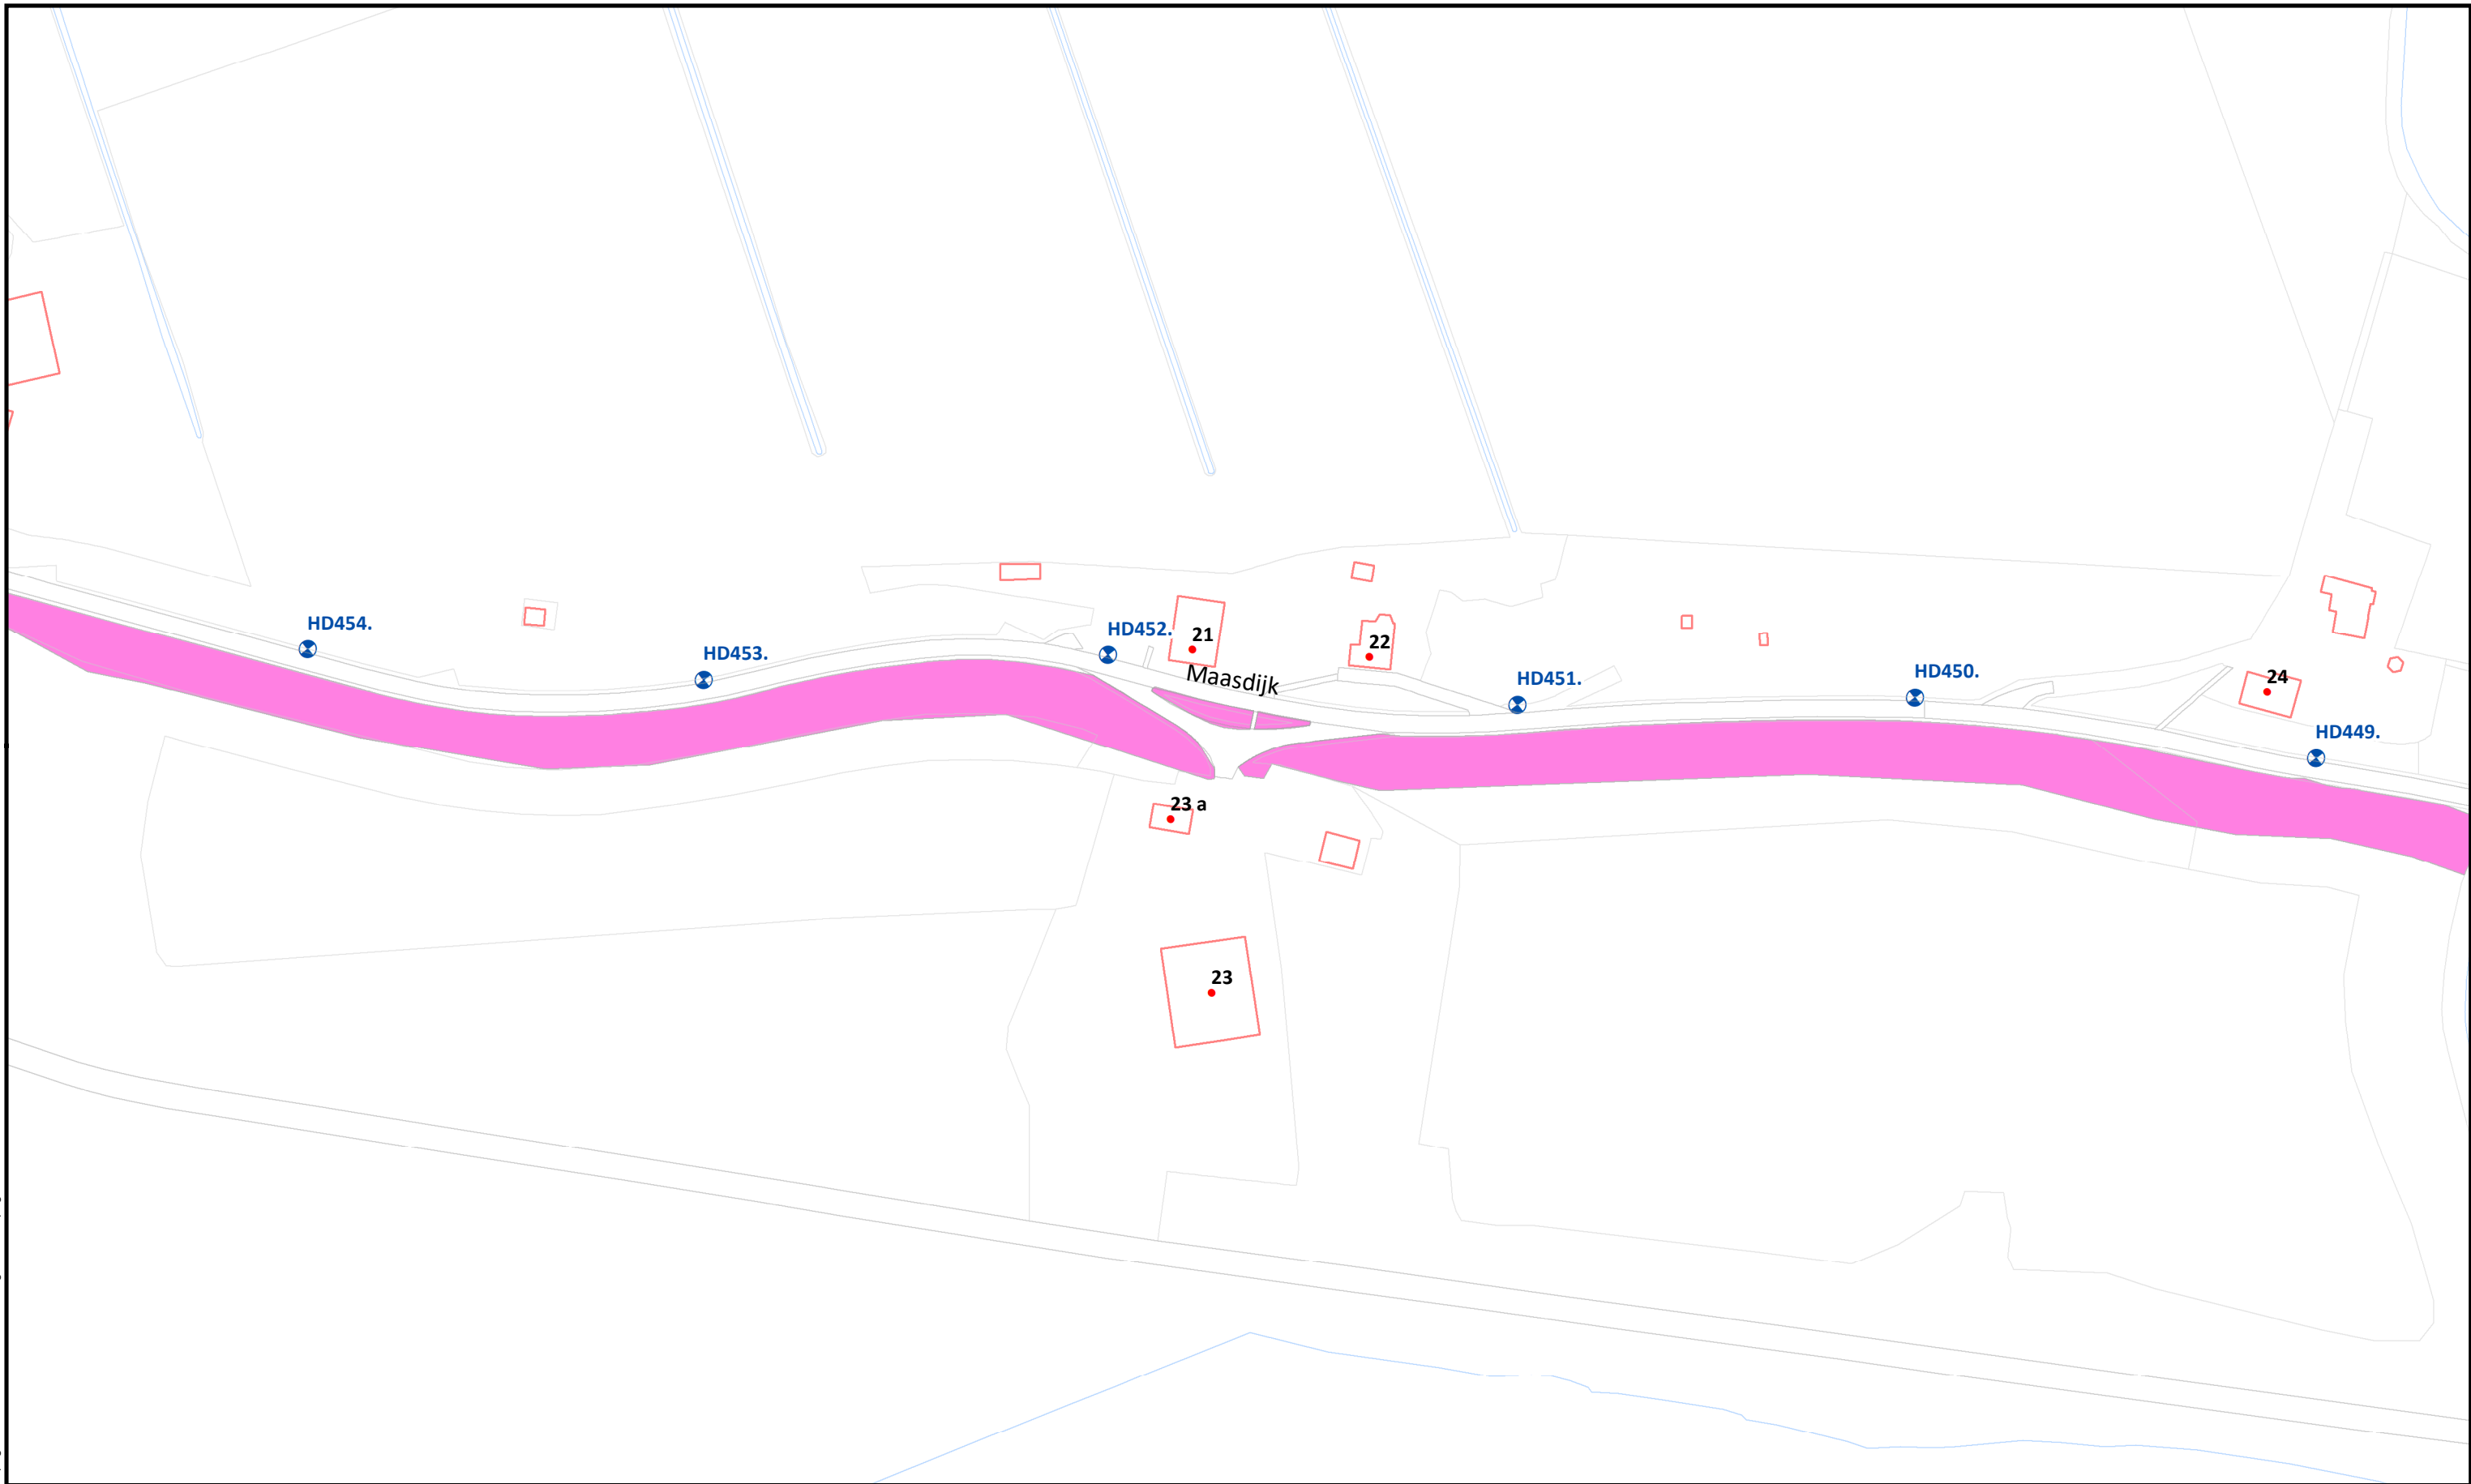 HD454.
HD453.
HD452.
21
22
Maasdijk
HD451.
HD450.
24
HD449.
23 a
23